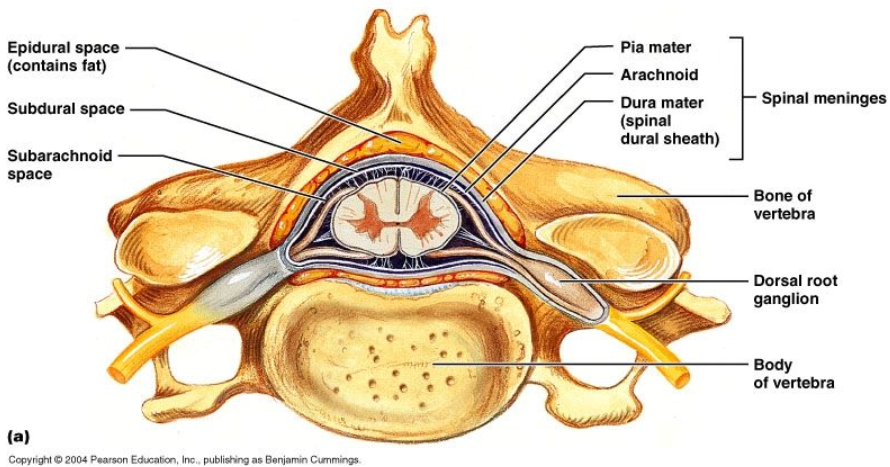 Epidural space
(contains fat)
Subdural space
Subarachnoid
space
Pia mater
Arachnoid
Dura mater
(spinal
dural sheath)
Spinal meninges
Bone of
vertebra
Dorsal root
ganglion
Body
of vertebra
(a)
Copyright © 2004 Pearson Education, Inc., publishing as Benjamin Cummings.